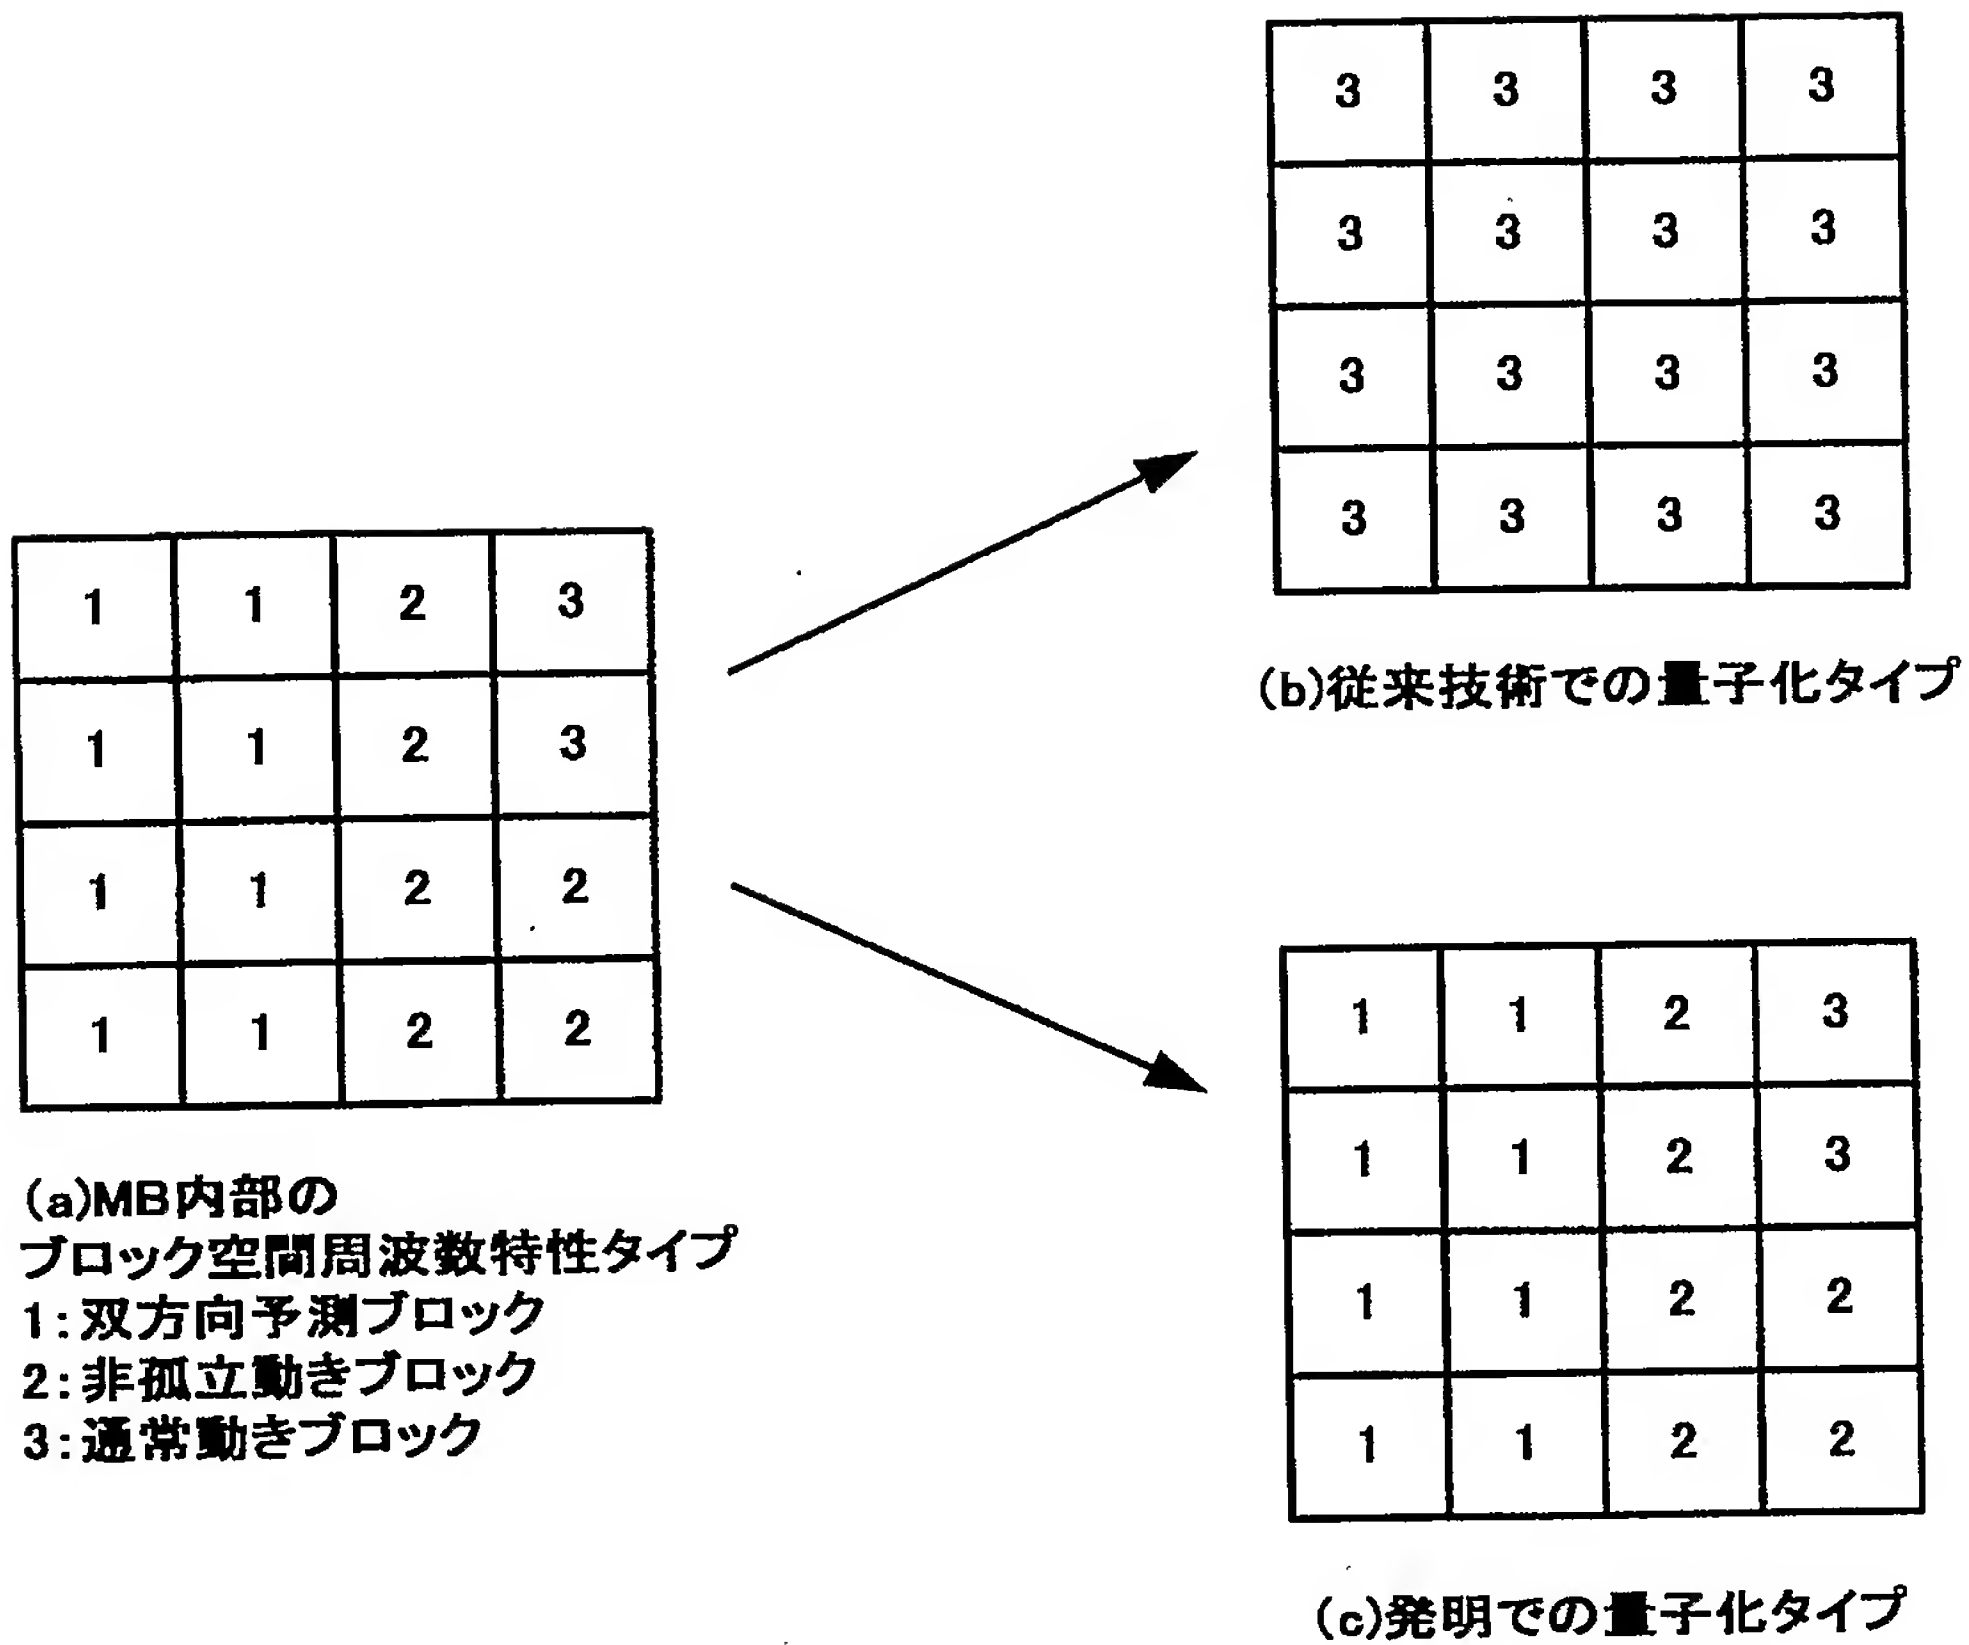 3 3 3 3
3 3 3 3
3 3 3 3
3 3 3 3
(b)従来技術での量子化タイプ
1 1 2 3
1 1 2 3
1 1 2 2
1 1 2 2
(a)MB内部の
ブロック空間周波数特性タイプ
1:双方向予測ブロック
2:非孤立動きブロック
3:通常動きブロック
1 1 2 3
1 1 2 3
1 1 2 2
1 1 2 2
(c)発明での量子化タイプ